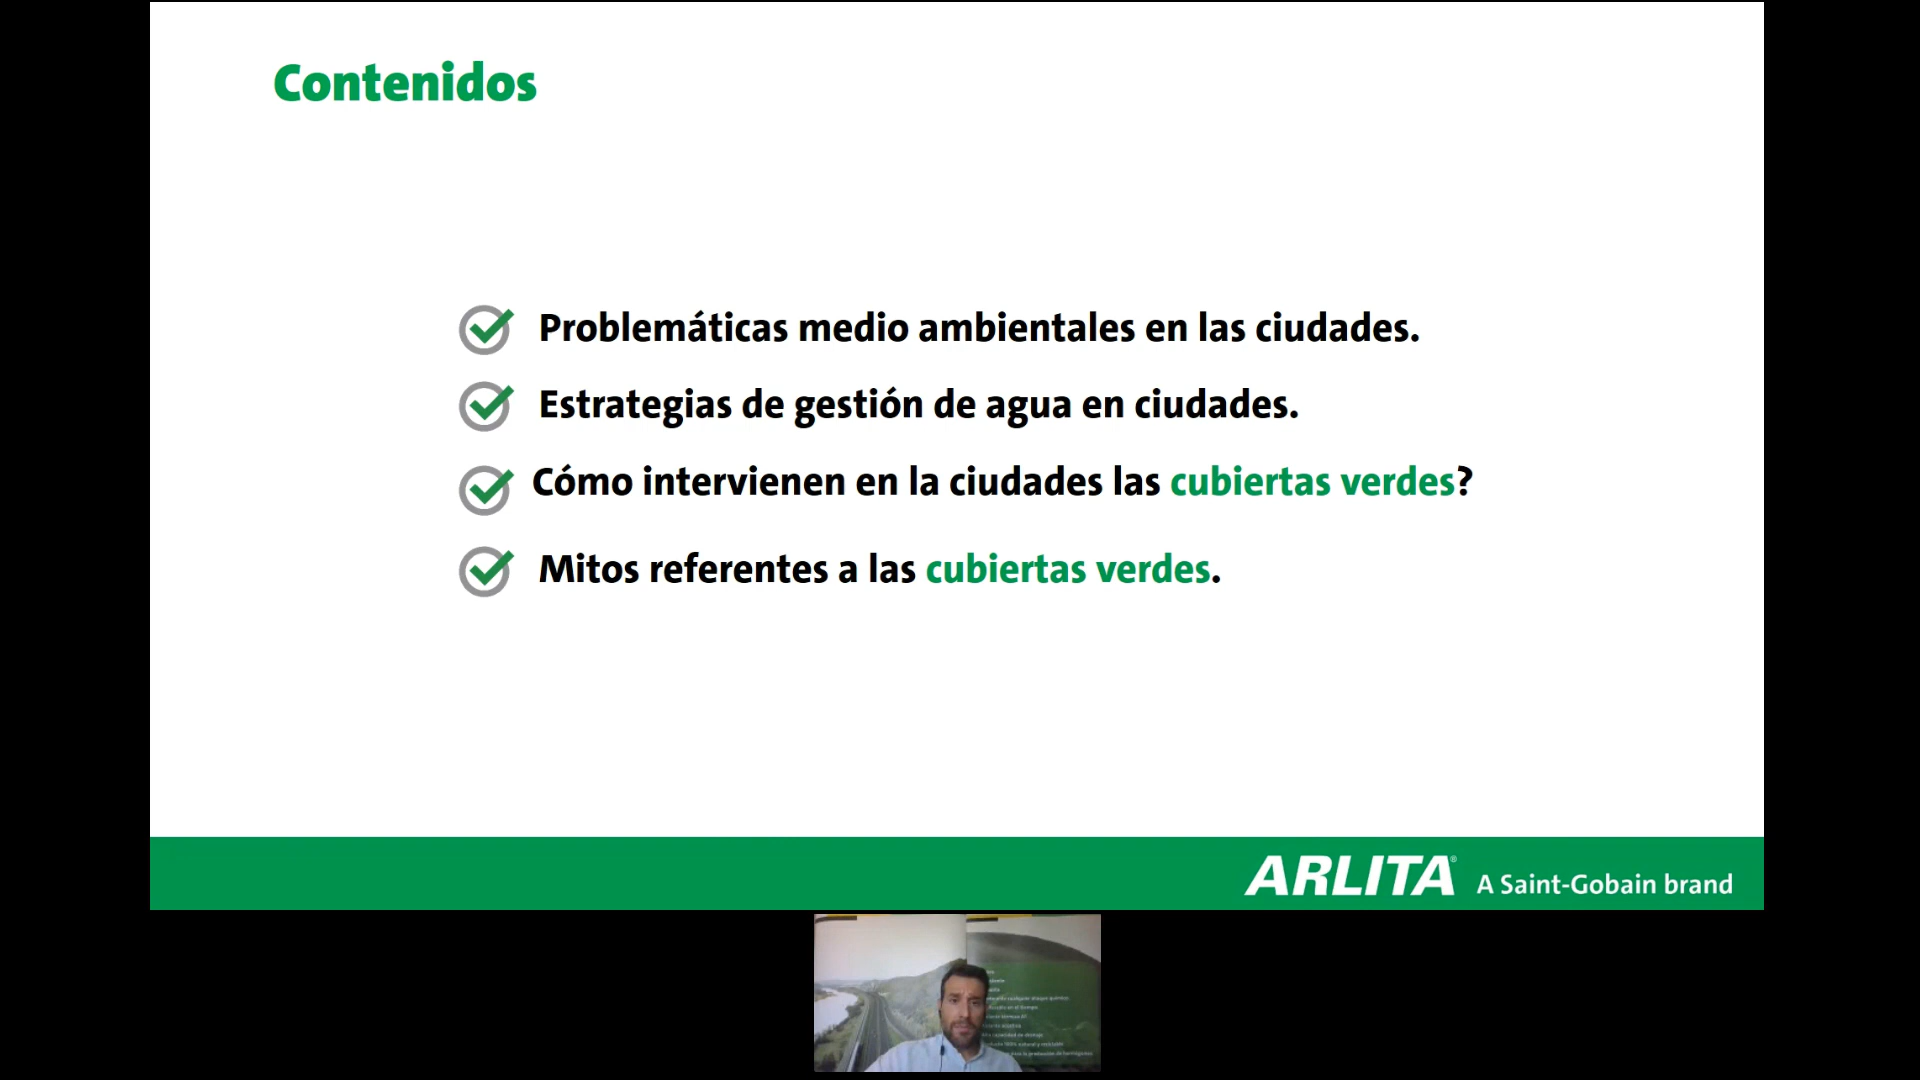 Contenidos
Problemáticas medio ambientales en las ciudades.
Estrategias de gestión de agua en ciudades.
Cómo intervienen en la ciudades las cubiertas verdes?
Mitos referentes a las cubiertas verdes.
ARLITA® A Saint-Gobain brand